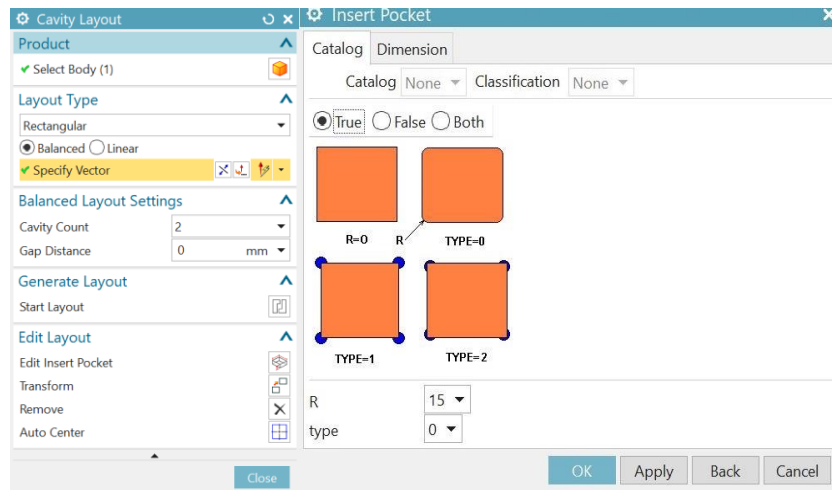 Cavity Layout
Product
Select Body (1)
Layout Type
Rectangular
Balanced Linear
Specify Vector
Balanced Layout Settings
Cavity Count 2
Gap Distance 0 mm
Generate Layout
Start Layout
Edit Layout
Edit Insert Pocket
Transform
Remove
Auto Center
Close
Insert Pocket
Catalog Dimension
Catalog None Classification None
True False Both
R=0 R TYPE=0
TYPE=1 TYPE=2
R 15
type 0
OK Apply Back Cancel